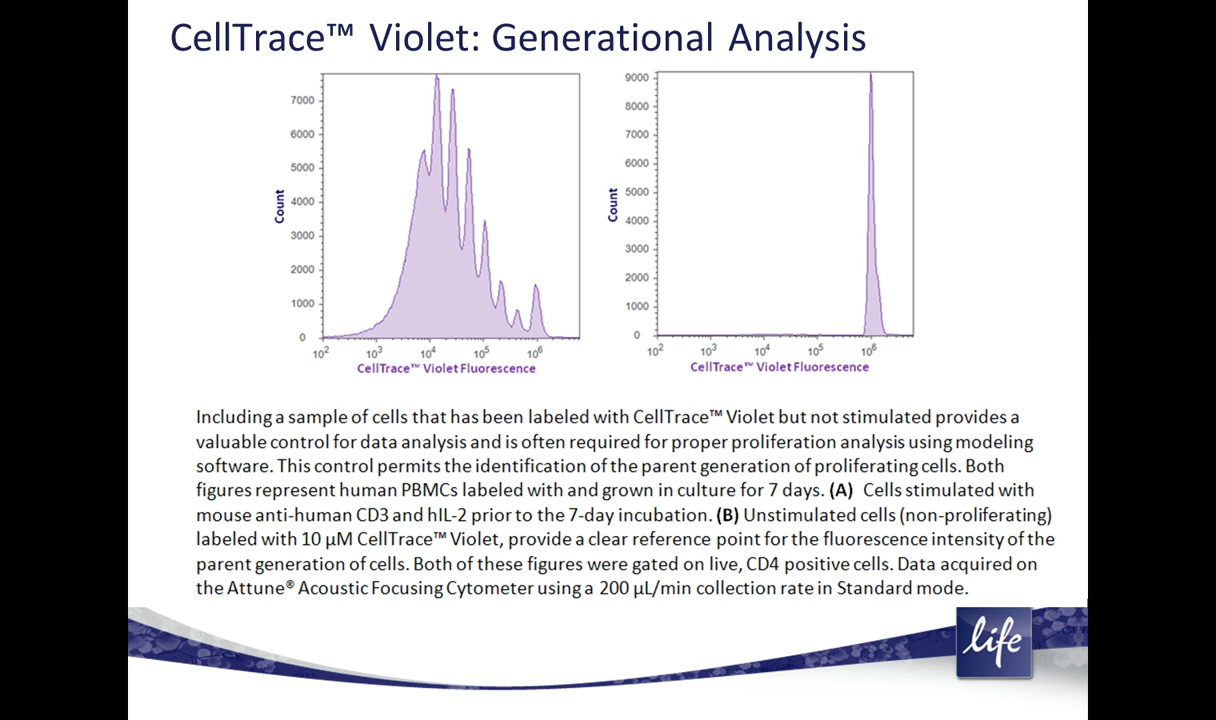 CellTrace™ Violet: Generational Analysis
7000
6000
5000
4000
3000
2000
1000
0
Count
10² 10³ 10⁴ 10⁵ 10⁶
CellTrace™ Violet Fluorescence
9000
8000
7000
6000
5000
4000
3000
2000
1000
0
Count
10² 10³ 10⁴ 10⁵ 10⁶
CellTrace™ Violet Fluorescence
Including a sample of cells that has been labeled with CellTrace™ Violet but not stimulated provides a
valuable control for data analysis and is often required for proper proliferation analysis using modeling
software. This control permits the identification of the parent generation of proliferating cells. Both
figures represent human PBMCs labeled with and grown in culture for 7 days. (A) Cells stimulated with
mouse anti-human CD3 and hIL-2 prior to the 7-day incubation. (B) Unstimulated cells (non-proliferating)
labeled with 10 µM CellTrace™ Violet, provide a clear reference point for the fluorescence intensity of the
parent generation of cells. Both of these figures were gated on live, CD4 positive cells. Data acquired on
the Attune® Acoustic Focusing Cytometer using a 200 µL/min collection rate in Standard mode.
life